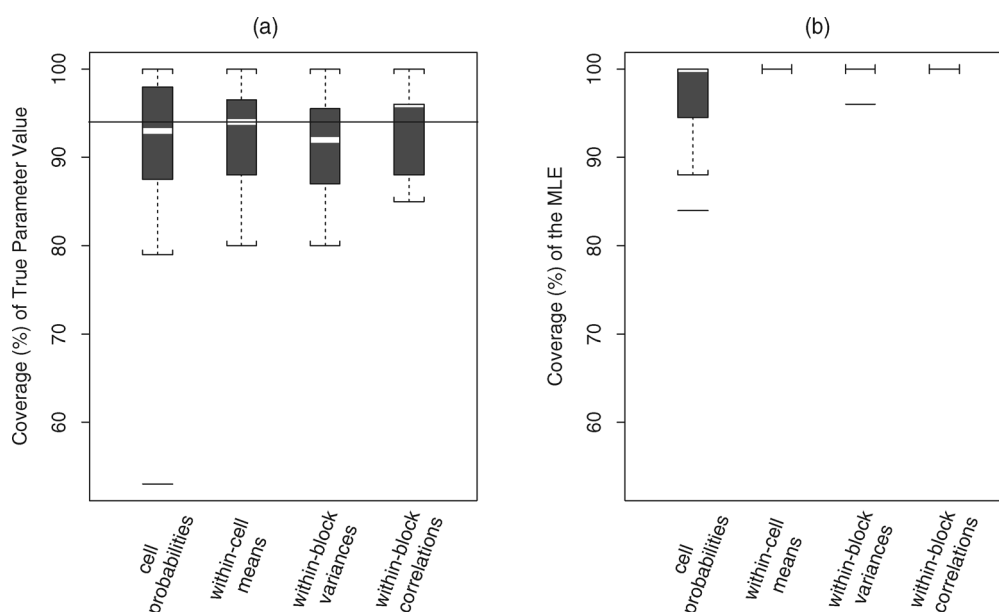 (a)
Coverage (%) of True Parameter Value
100
90
80
70
60
cell
probabilities
within-cell
means
within-block
variances
within-block
correlations
(b)
Coverage (%) of the MLE
100
90
80
70
60
cell
probabilities
within-cell
means
within-block
variances
within-block
correlations